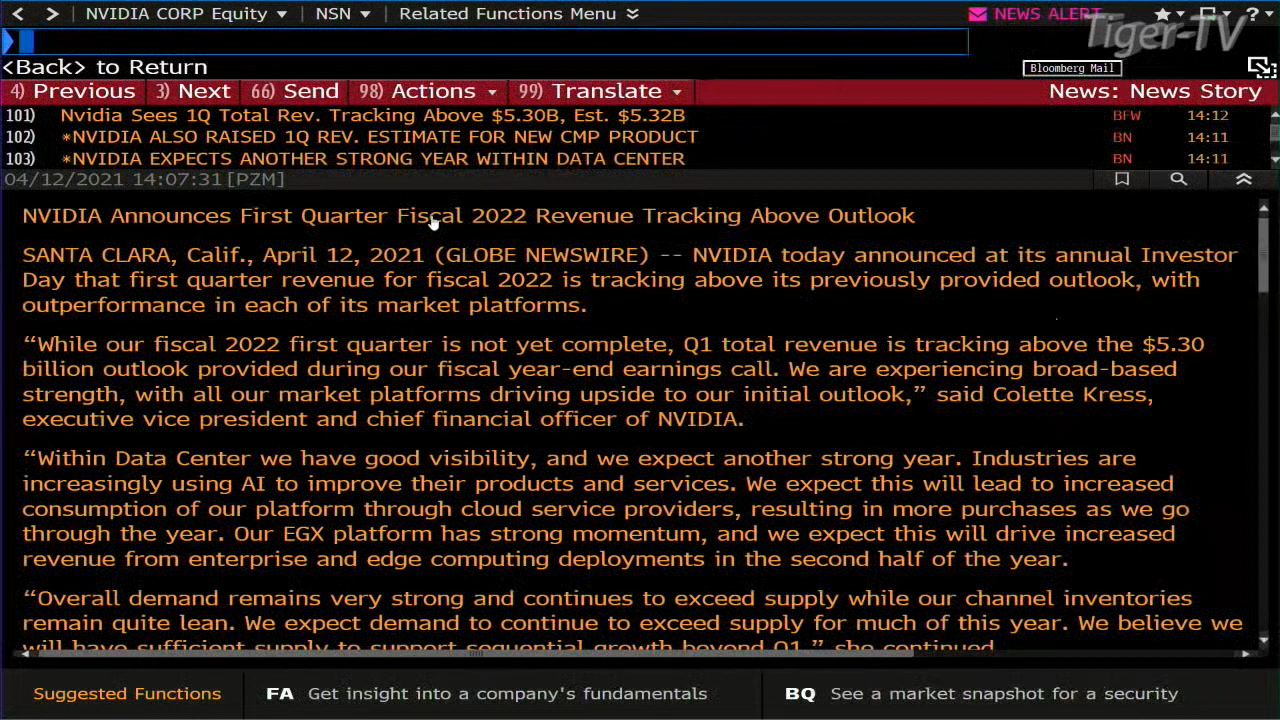 NVIDIA CORP Equity NSN Related Functions Menu NEWS ALERT ?
Tiger-TV
<Back> to Return Bloomberg Mail
4) Previous 3) Next 66) Send 98) Actions 99) Translate News: News Story
101) Nvidia Sees 1Q Total Rev. Tracking Above $5.30B, Est. $5.32B BFW 14:12
102) *NVIDIA ALSO RAISED 1Q REV. ESTIMATE FOR NEW CMP PRODUCT BN 14:11
103) *NVIDIA EXPECTS ANOTHER STRONG YEAR WITHIN DATA CENTER BN 14:11
04/12/2021 14:07:31[PZM]
NVIDIA Announces First Quarter Fiscal 2022 Revenue Tracking Above Outlook
SANTA CLARA, Calif., April 12, 2021 (GLOBE NEWSWIRE) -- NVIDIA today announced at its annual Investor
Day that first quarter revenue for fiscal 2022 is tracking above its previously provided outlook, with
outperformance in each of its market platforms.
“While our fiscal 2022 first quarter is not yet complete, Q1 total revenue is tracking above the $5.30
billion outlook provided during our fiscal year-end earnings call. We are experiencing broad-based
strength, with all our market platforms driving upside to our initial outlook,” said Colette Kress,
executive vice president and chief financial officer of NVIDIA.
“Within Data Center we have good visibility, and we expect another strong year. Industries are
increasingly using AI to improve their products and services. We expect this will lead to increased
consumption of our platform through cloud service providers, resulting in more purchases as we go
through the year. Our EGX platform has strong momentum, and we expect this will drive increased
revenue from enterprise and edge computing deployments in the second half of the year.
“Overall demand remains very strong and continues to exceed supply while our channel inventories
remain quite lean. We expect demand to continue to exceed supply for much of this year. We believe we
will have sufficient supply to support sequential growth beyond Q1,” she continued.
Suggested Functions FA Get insight into a company's fundamentals BQ See a market snapshot for a security